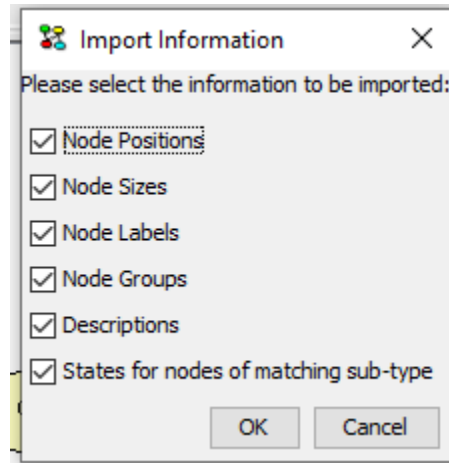 Import Information
Please select the information to be imported:
Node Positions
Node Sizes
Node Labels
Node Groups
Descriptions
States for nodes of matching sub-type
OK Cancel